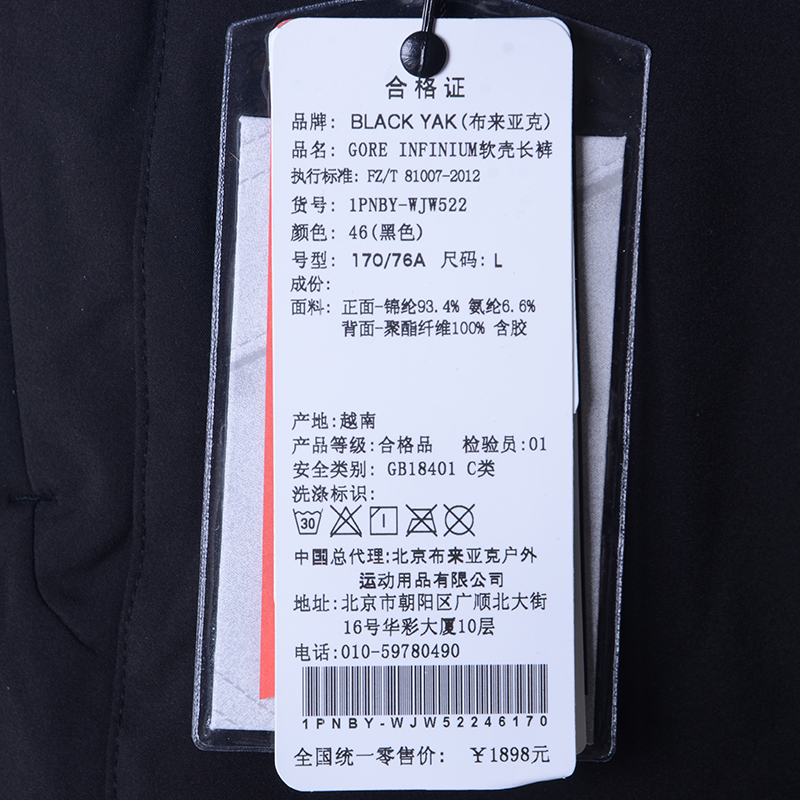 合格证
品牌: BLACK YAK(布来亚克)
品名: GORE INFINIUM软壳长裤
执行标准: FZ/T 81007-2012
货号: 1PNBY-WJW522
颜色: 46(黑色)
号型: 170/76A 尺码: L
成份:
面料: 正面-锦纶93.4% 氨纶6.6%
背面-聚酯纤维100% 含胶
产地:越南
产品等级:合格品 检验员:01
安全类别: GB18401 C类
洗涤标识:
30
中国总代理:北京布来亚克户外
运动用品有限公司
地址:北京市朝阳区广顺北大街
16号华彩大厦10层
电话:010-59780490
1PNBY-WJW52246170
全国统一零售价: ￥1898元